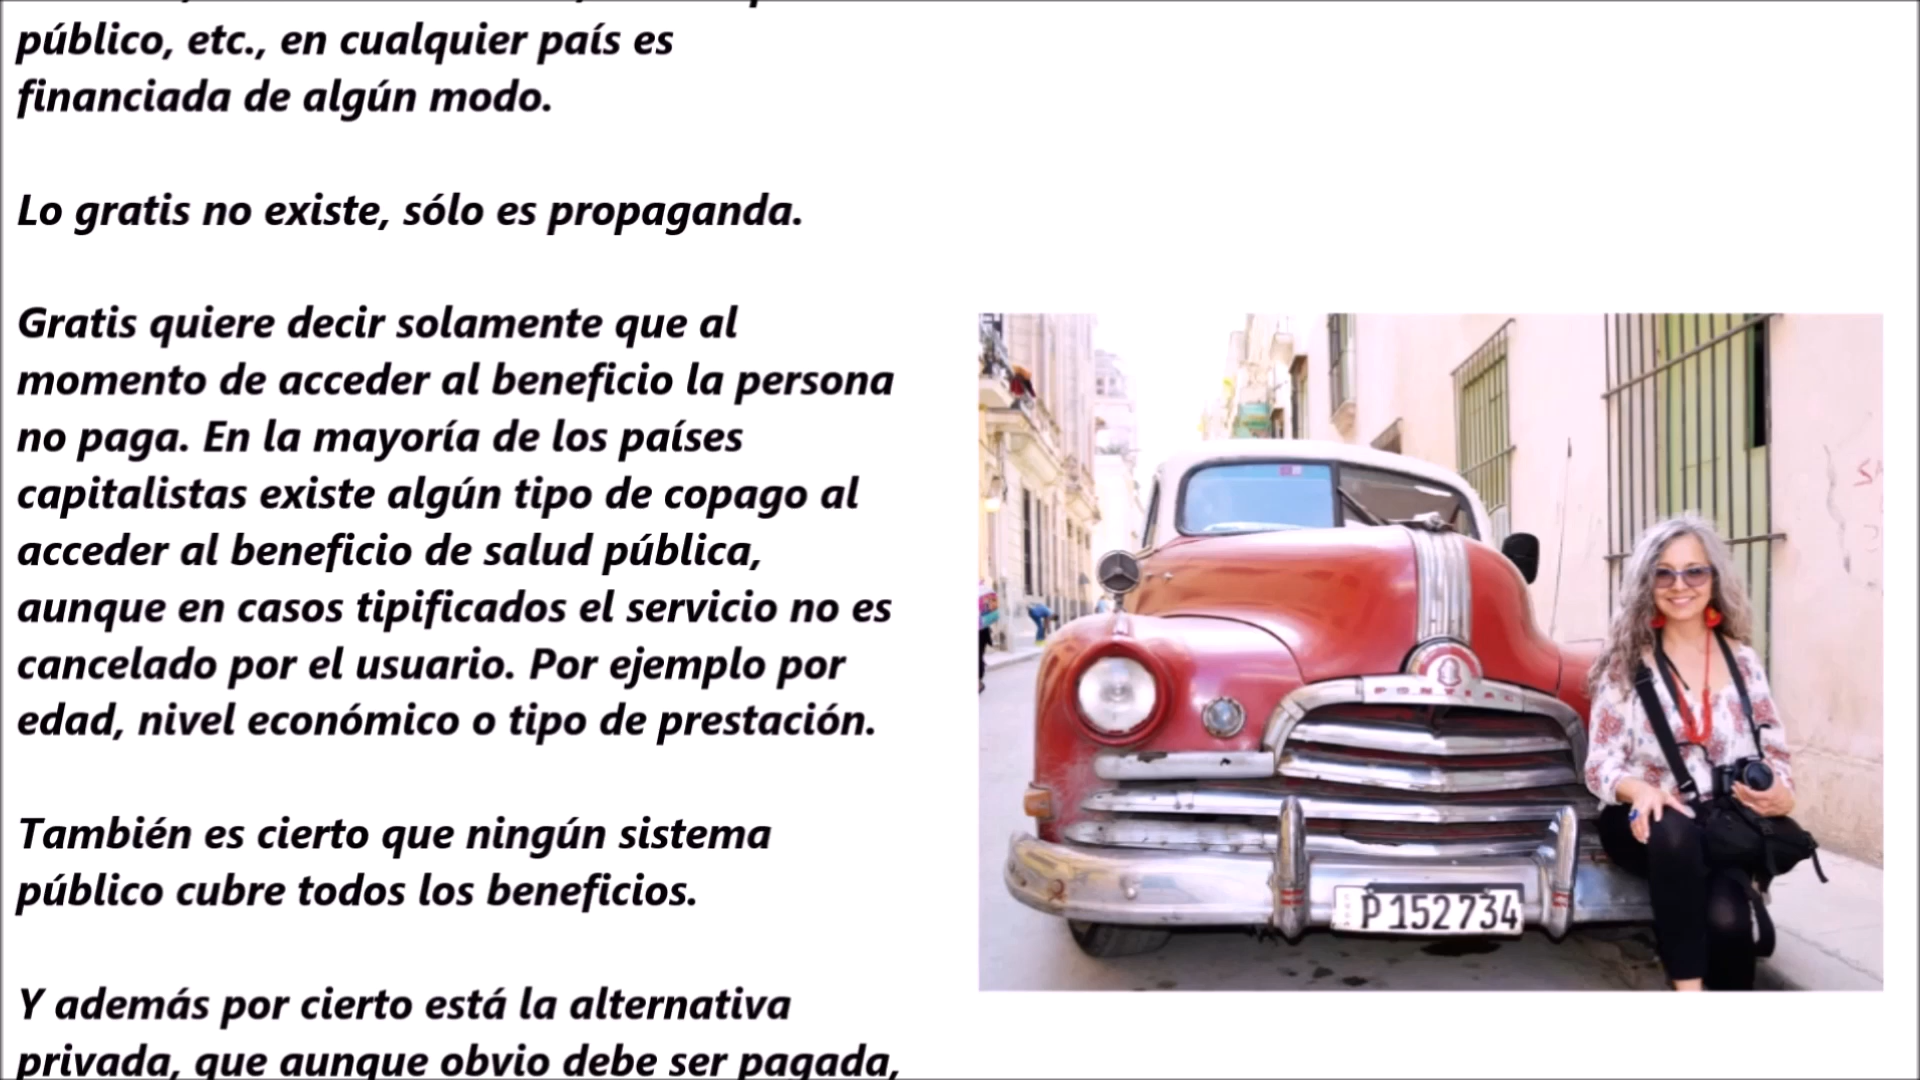 público, etc., en cualquier país es
financiada de algún modo.
Lo gratis no existe, sólo es propaganda.
Gratis quiere decir solamente que al
momento de acceder al beneficio la persona
no paga. En la mayoría de los países
capitalistas existe algún tipo de copago al
acceder al beneficio de salud pública,
aunque en casos tipificados el servicio no es
cancelado por el usuario. Por ejemplo por
edad, nivel económico o tipo de prestación.
También es cierto que ningún sistema
público cubre todos los beneficios.
Y además por cierto está la alternativa
privada, que aunque obvio debe ser pagada,
PONTIAC
P 152 734